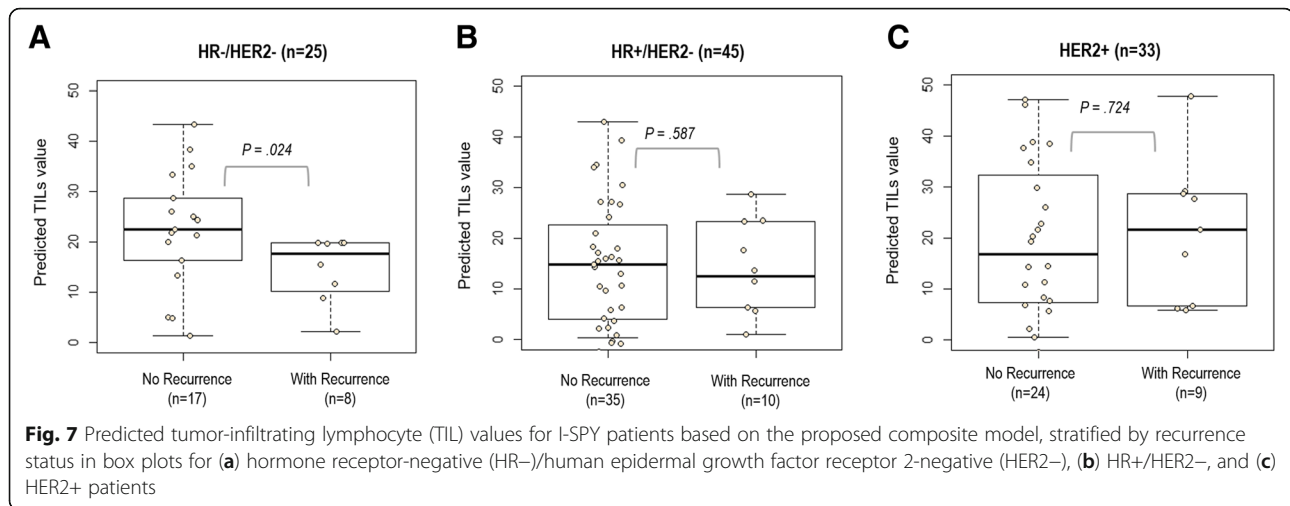 A
HR-/HER2- (n=25)
Predicted TILs value
50
40
30
20
10
0
P = .024
No Recurrence
(n=17)
With Recurrence
(n=8)
B
HR+/HER2- (n=45)
Predicted TILs value
50
40
30
20
10
0
P = .587
No Recurrence
(n=35)
With Recurrence
(n=10)
C
HER2+ (n=33)
Predicted TILs value
50
40
30
20
10
0
P = .724
No Recurrence
(n=24)
With Recurrence
(n=9)
Fig. 7 Predicted tumor-infiltrating lymphocyte (TIL) values for I-SPY patients based on the proposed composite model, stratified by recurrence
status in box plots for (a) hormone receptor-negative (HR−)/human epidermal growth factor receptor 2-negative (HER2−), (b) HR+/HER2−, and (c)
HER2+ patients